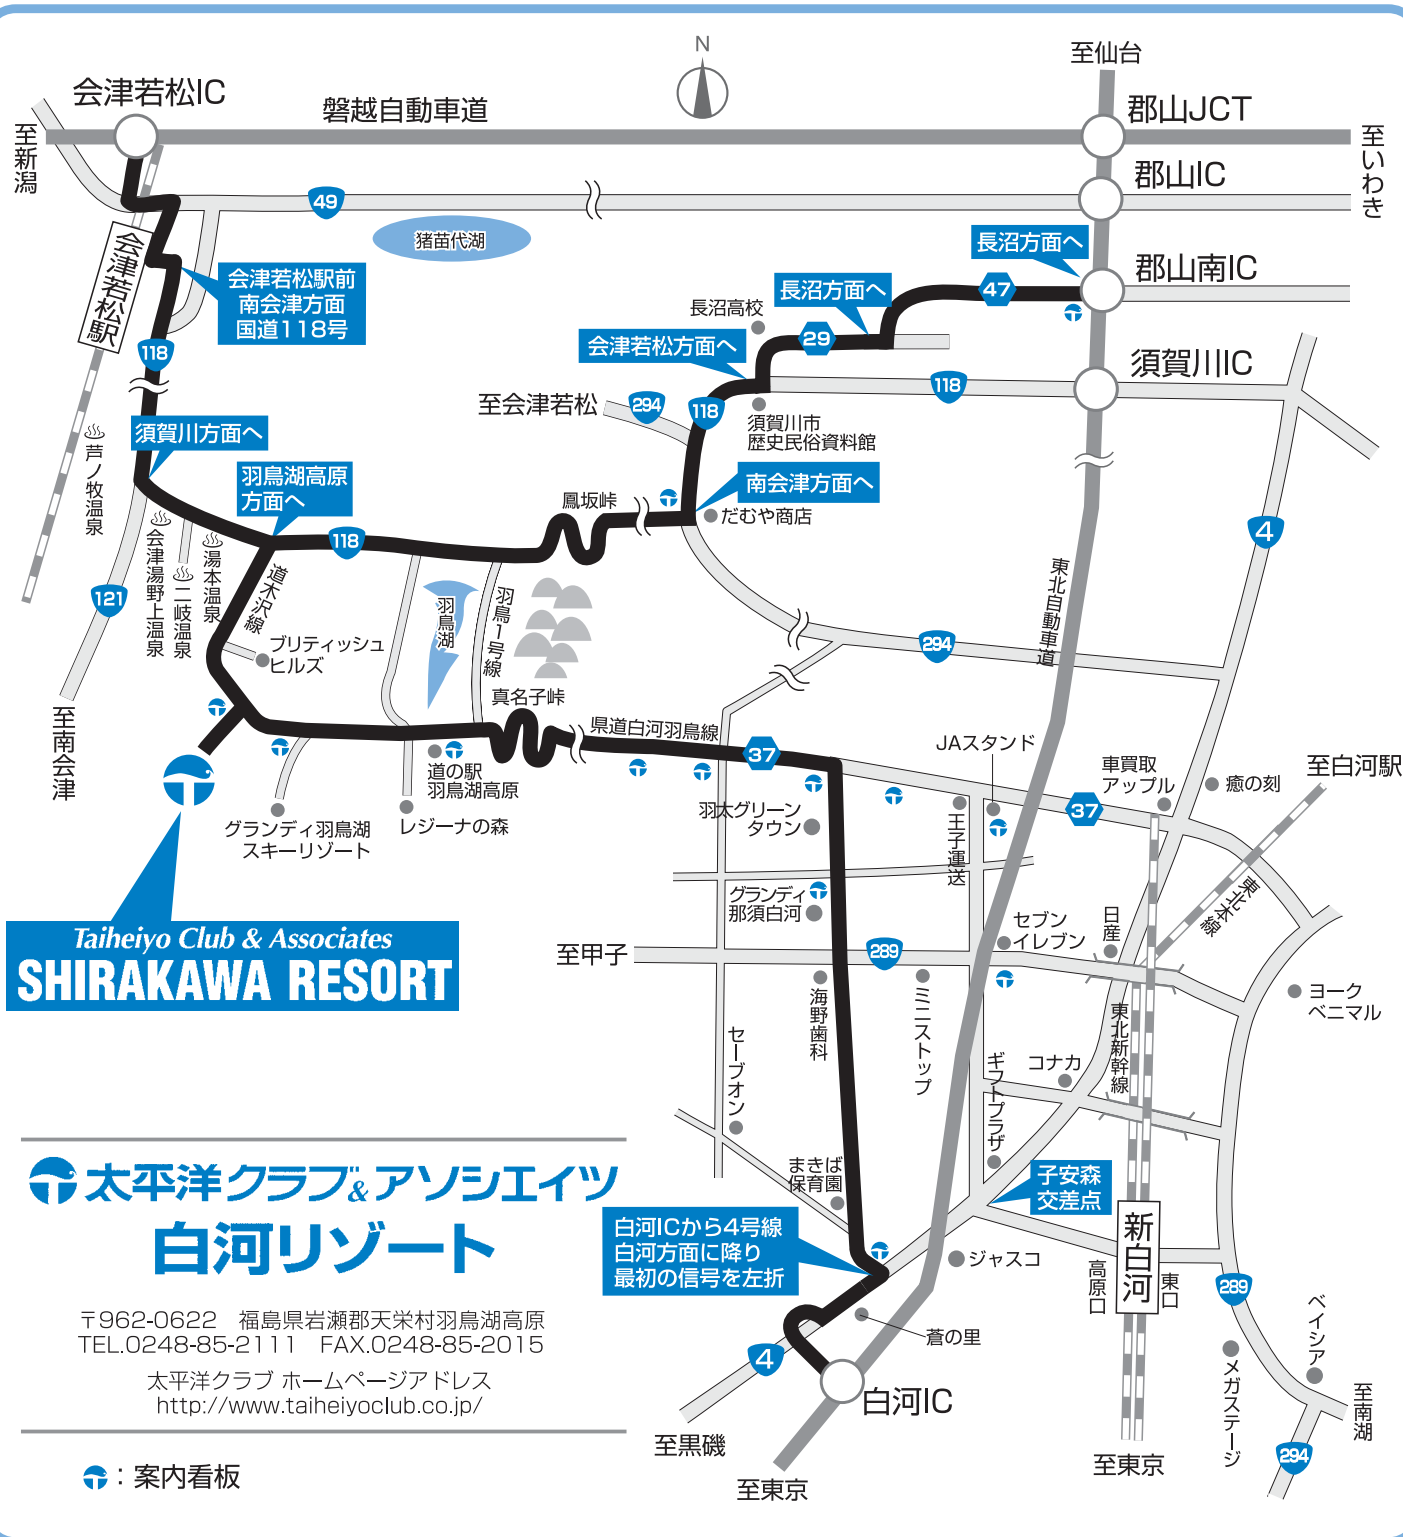 N
至仙台
会津若松IC
磐越自動車道
郡山JCT
至新潟
至いわき
郡山IC
49
猪苗代湖
長沼方面へ
郡山南IC
会津若松駅
会津若松駅前
南会津方面
国道118号
長沼方面へ
47
長沼高校
29
会津若松方面へ
118
須賀川IC
118
至会津若松
294
118
須賀川市
歴史民俗資料館
須賀川方面へ
芦ノ牧温泉
羽鳥湖高原
方面へ
南会津方面へ
鳳坂峠
だむや商店
118
4
会津湯野上温泉
二岐温泉
湯本温泉
道木沢線
121
羽鳥湖
羽鳥1号線
東北自動車道
294
ブリティッシュ
ヒルズ
真名子峠
至南会津
県道白河羽鳥線
37
JAスタンド
車買取
アップル
癒の刻
至白河駅
道の駅
羽鳥湖高原
37
グランディ羽鳥湖
スキーリゾート
レジーナの森
羽太グリーン
タウン
王子運送
東北本線
グランディ
那須白河
セブン
イレブン
日産
Taiheiyo Club & Associates
SHIRAKAWA RESORT
至甲子
289
海野歯科
ミニストップ
ヨーク
ベニマル
東北新幹線
セーブオン
ギフトプラザ
コナカ
太平洋クラブ&アソシエイツ
白河リゾート
まきば
保育園
子安森
交差点
白河ICから4号線
白河方面に降り
最初の信号を左折
ジャスコ
新白河
高原口
東口
289
〒962-0622 福島県岩瀬郡天栄村羽鳥湖高原
TEL.0248-85-2111 FAX.0248-85-2015
太平洋クラブ ホームページアドレス
http://www.taiheiyoclub.co.jp/
蒼の里
4
白河IC
ベイシア
メガステージ
至南湖
至黒磯
至東京
至東京
294
：案内看板